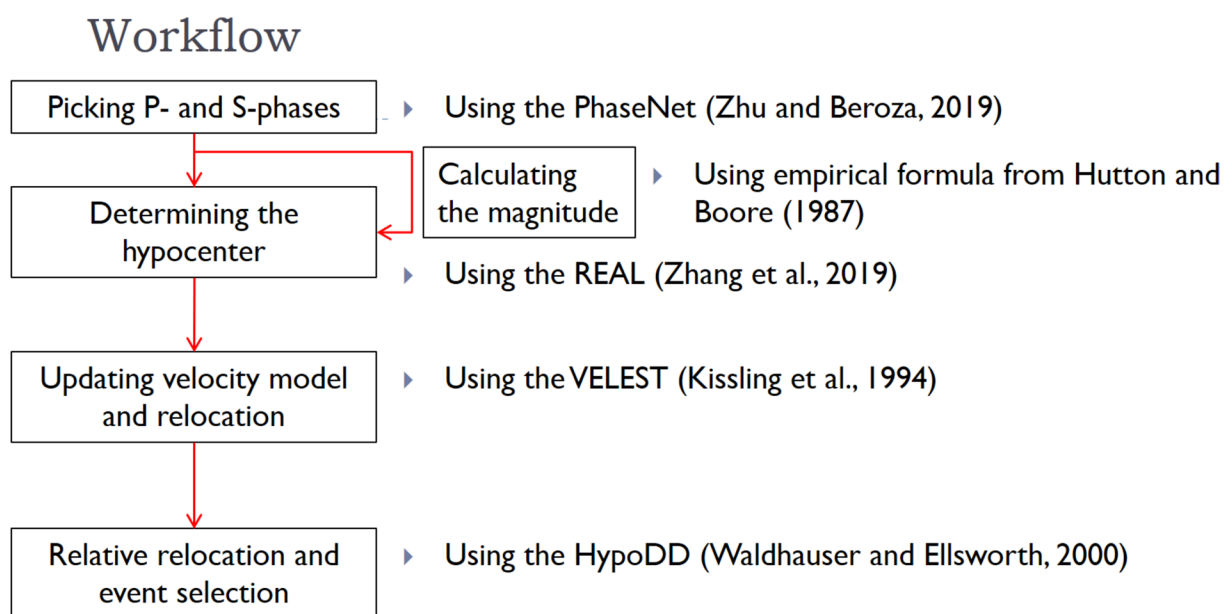 Workflow
Picking P- and S-phases
Using the PhaseNet (Zhu and Beroza, 2019)
Calculating
the magnitude
Using empirical formula from Hutton and
Boore (1987)
Determining the
hypocenter
Using the REAL (Zhang et al., 2019)
Updating velocity model
and relocation
Using the VELEST (Kissling et al., 1994)
Relative relocation and
event selection
Using the HypoDD (Waldhauser and Ellsworth, 2000)